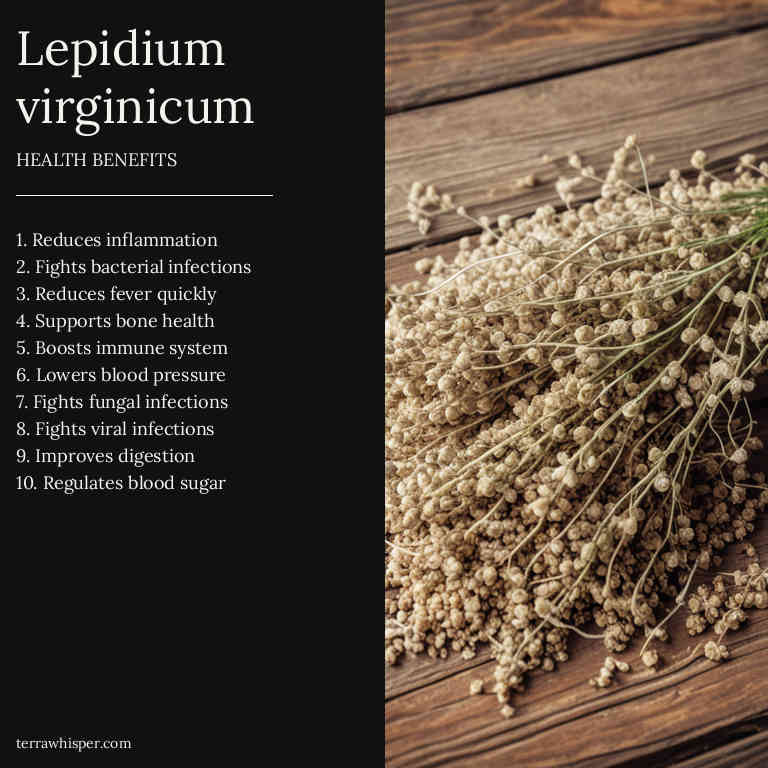 Lepidium
virginicum
HEALTH BENEFITS
1. Reduces inflammation
2. Fights bacterial infections
3. Reduces fever quickly
4. Supports bone health
5. Boosts immune system
6. Lowers blood pressure
7. Fights fungal infections
8. Fights viral infections
9. Improves digestion
10. Regulates blood sugar
terrawhisper.com